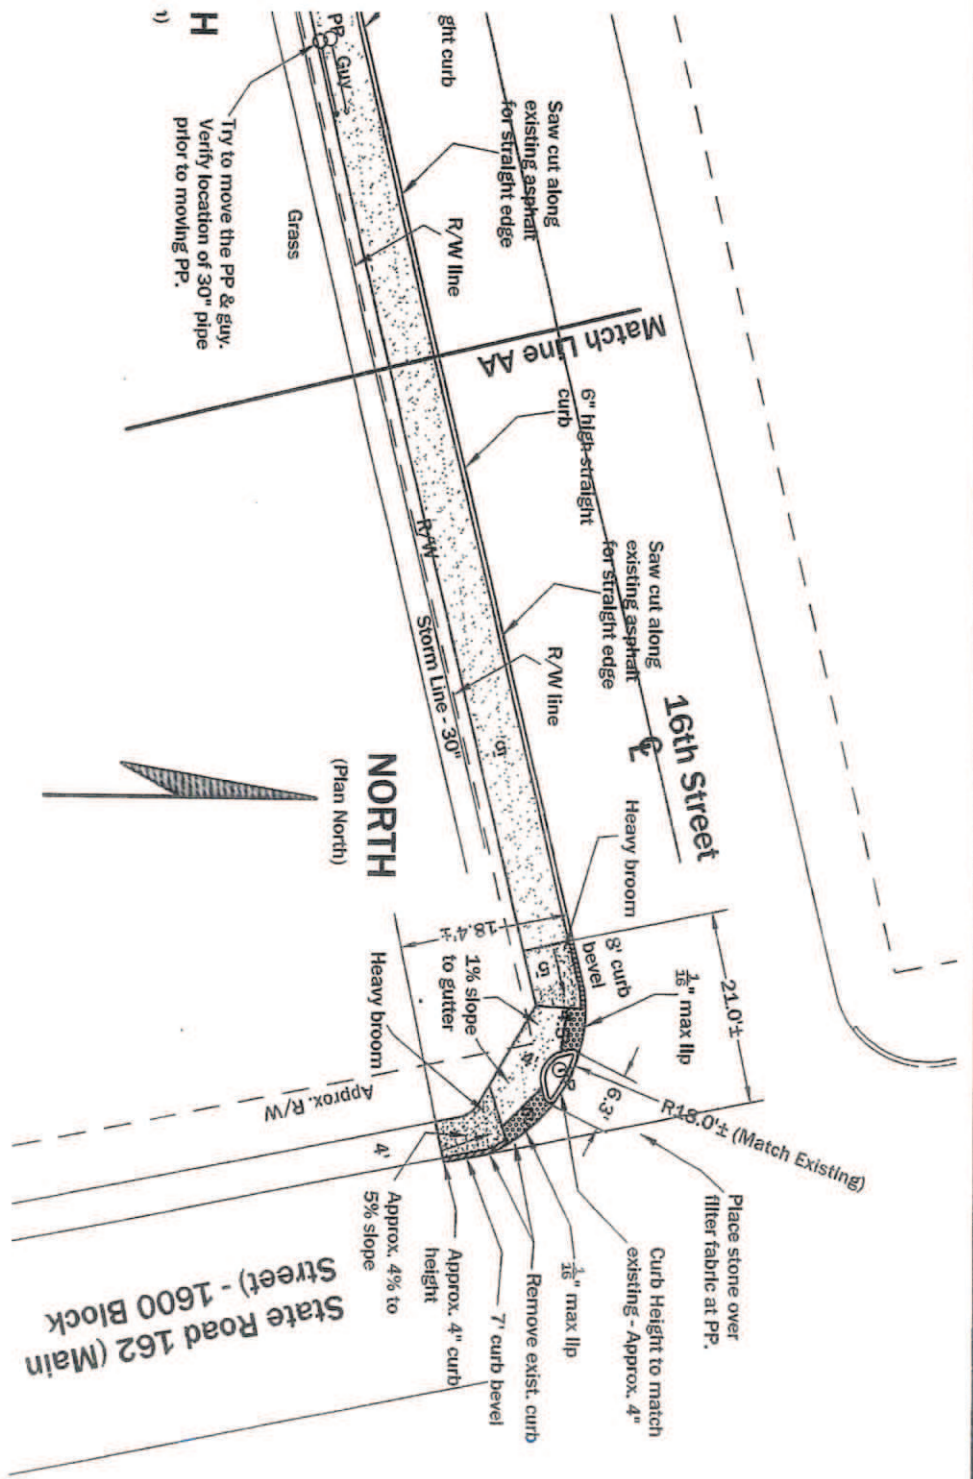 H
PP
Guy
ght curb
Try to move the PP & guy.
Verify location of 30" pipe
prior to moving PP.
Grass
Saw cut along
existing asphalt
for straight edge
R/W line
Match Line AA
6" high straight
curb
R/W
Saw cut along
existing asphalt
for straight edge
R/W line
Storm Line - 30"
5'
16th Street
℄
NORTH
(Plan North)
Heavy broom
8' curb
bevel
1/16" max lip
21.0'±
18.4'±
5'
1% slope
to gutter
Heavy broom
4'
6.3'
R18.0'± (Match Existing)
Approx. R/W
4'
Place stone over
filter fabric at PP.
Curb Height to match
existing - Approx. 4"
1/16" max lip
Remove exist. curb
7' curb bevel
Approx. 4" curb
height
Approx. 4% to
5% slope
State Road 162 (Main
Street) - 1600 Block